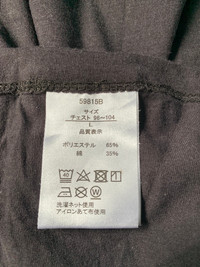 59818B
サイズ
チェスト 96〜104
L
品質表示
ポリエステル 65%
綿 35%
40
W
洗濯ネット使用
アイロンあて布使用